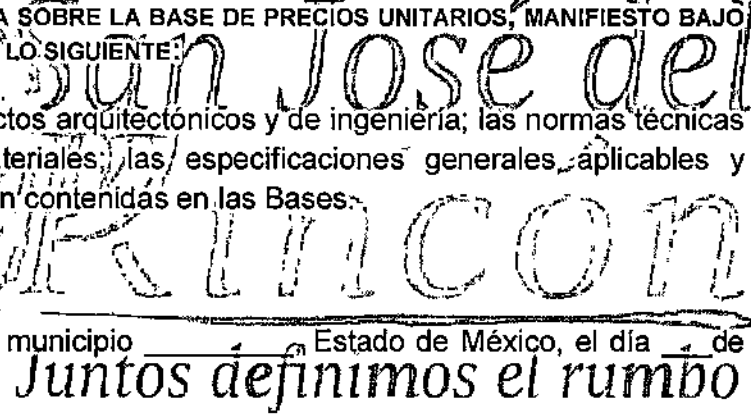 A SOBRE LA BASE DE PRECIOS UNITARIOS, MANIFIESTO BAJO
LO SIGUIENTE:
San José del
ctos arquitectónicos y de ingeniería; las normas técnicas
teriales; las especificaciones generales aplicables y
n contenidas en las Bases.
Rincón
municipio __________, Estado de México, el día ___ de
Juntos definimos el rumbo